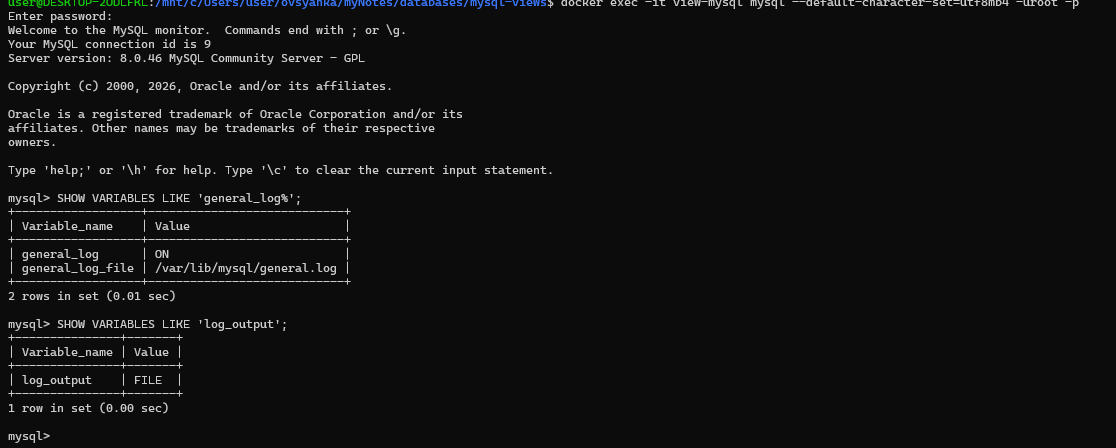 user@DESKTOP-2ODLFRL:/mnt/c/Users/user/ovsyanka/myNotes/databases/mysql-views$ docker exec -it view-mysql mysql --default-character-set=utf8mb4 -uroot -p
Enter password:
Welcome to the MySQL monitor.  Commands end with ; or \g.
Your MySQL connection id is 9
Server version: 8.0.46 MySQL Community Server - GPL

Copyright (c) 2000, 2026, Oracle and/or its affiliates.

Oracle is a registered trademark of Oracle Corporation and/or its
affiliates. Other names may be trademarks of their respective
owners.

Type 'help;' or '\h' for help. Type '\c' to clear the current input statement.

mysql> SHOW VARIABLES LIKE 'general_log%';
+------------------+----------------------------+
| Variable_name    | Value                      |
+------------------+----------------------------+
| general_log      | ON                         |
| general_log_file | /var/lib/mysql/general.log |
+------------------+----------------------------+
2 rows in set (0.01 sec)

mysql> SHOW VARIABLES LIKE 'log_output';
+---------------+-------+
| Variable_name | Value |
+---------------+-------+
| log_output    | FILE  |
+---------------+-------+
1 row in set (0.00 sec)

mysql>